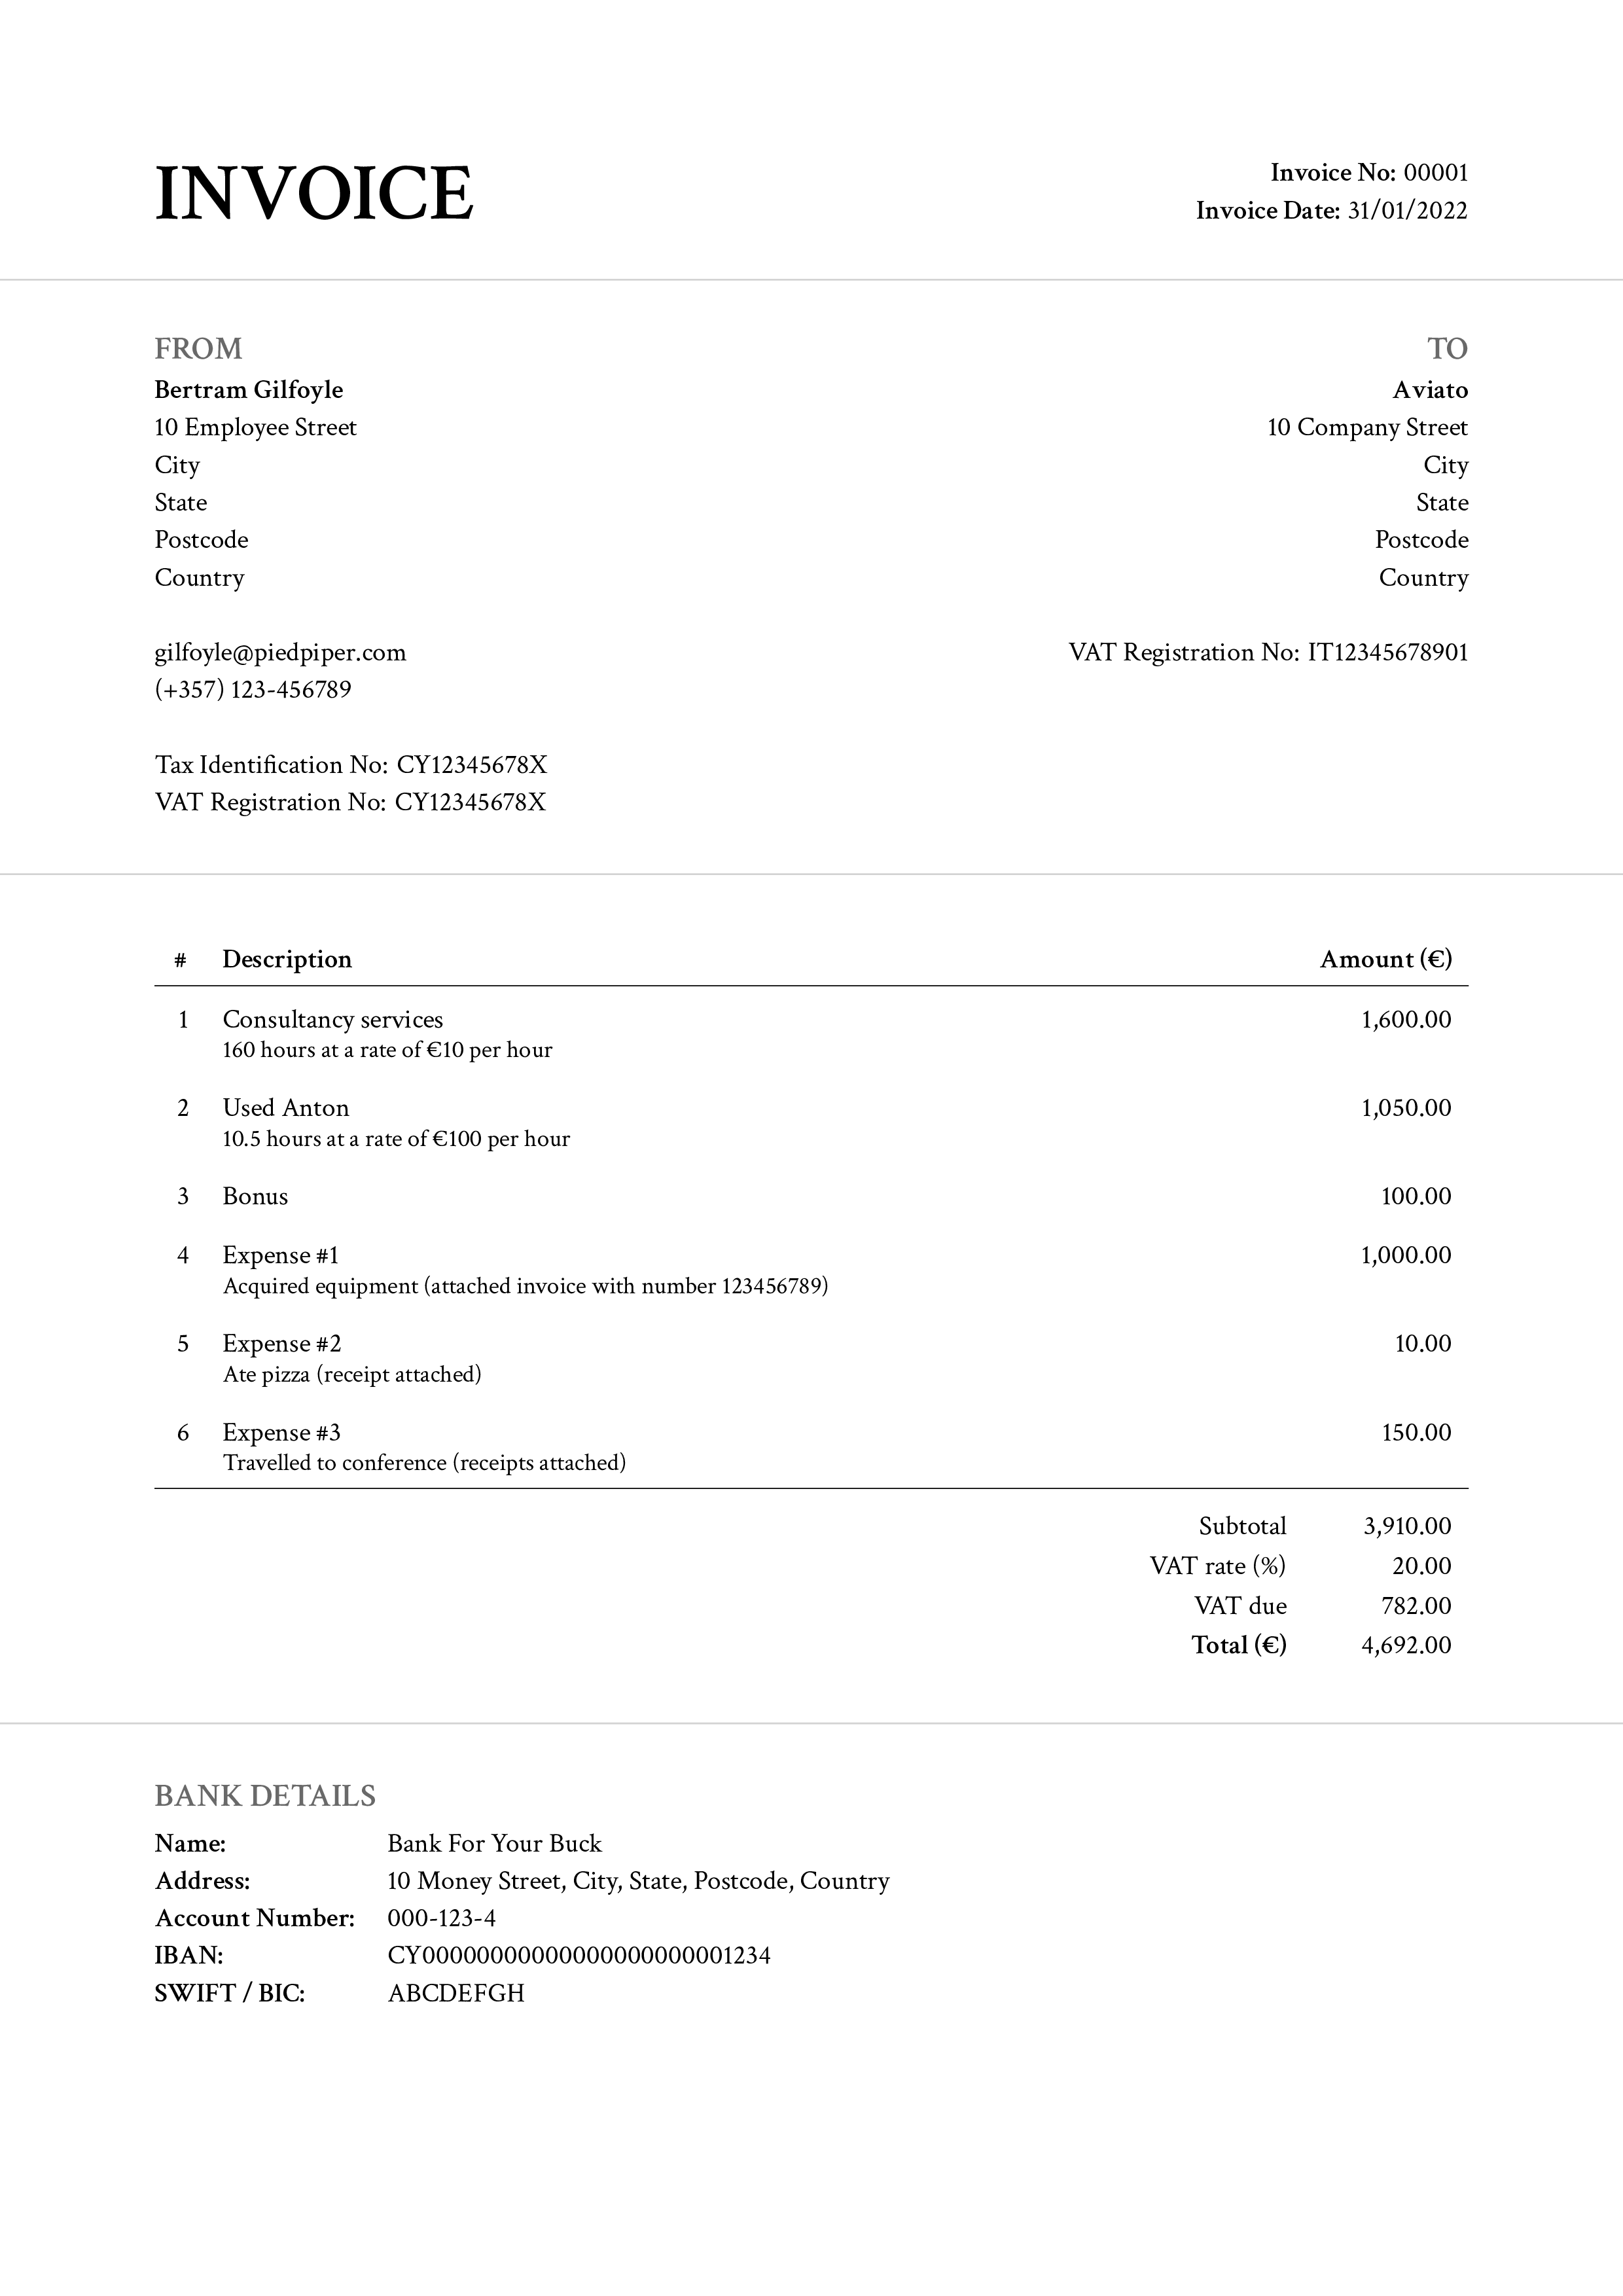 INVOICE
Invoice No: 00001
Invoice Date: 31/01/2022
FROM
Bertram Gilfoyle
10 Employee Street
City
State
Postcode
Country
gilfoyle@piedpiper.com
(+357) 123-456789
Tax Identification No: CY12345678X
VAT Registration No: CY12345678X
TO
Aviato
10 Company Street
City
State
Postcode
Country
VAT Registration No: IT12345678901
# Description Amount (€)
1 Consultancy services 1,600.00
160 hours at a rate of €10 per hour
2 Used Anton 1,050.00
10.5 hours at a rate of €100 per hour
3 Bonus 100.00
4 Expense #1 1,000.00
Acquired equipment (attached invoice with number 123456789)
5 Expense #2 10.00
Ate pizza (receipt attached)
6 Expense #3 150.00
Travelled to conference (receipts attached)
Subtotal 3,910.00
VAT rate (%) 20.00
VAT due 782.00
Total (€) 4,692.00
BANK DETAILS
Name: Bank For Your Buck
Address: 10 Money Street, City, State, Postcode, Country
Account Number: 000-123-4
IBAN: CY00000000000000000000001234
SWIFT / BIC: ABCDEFGH